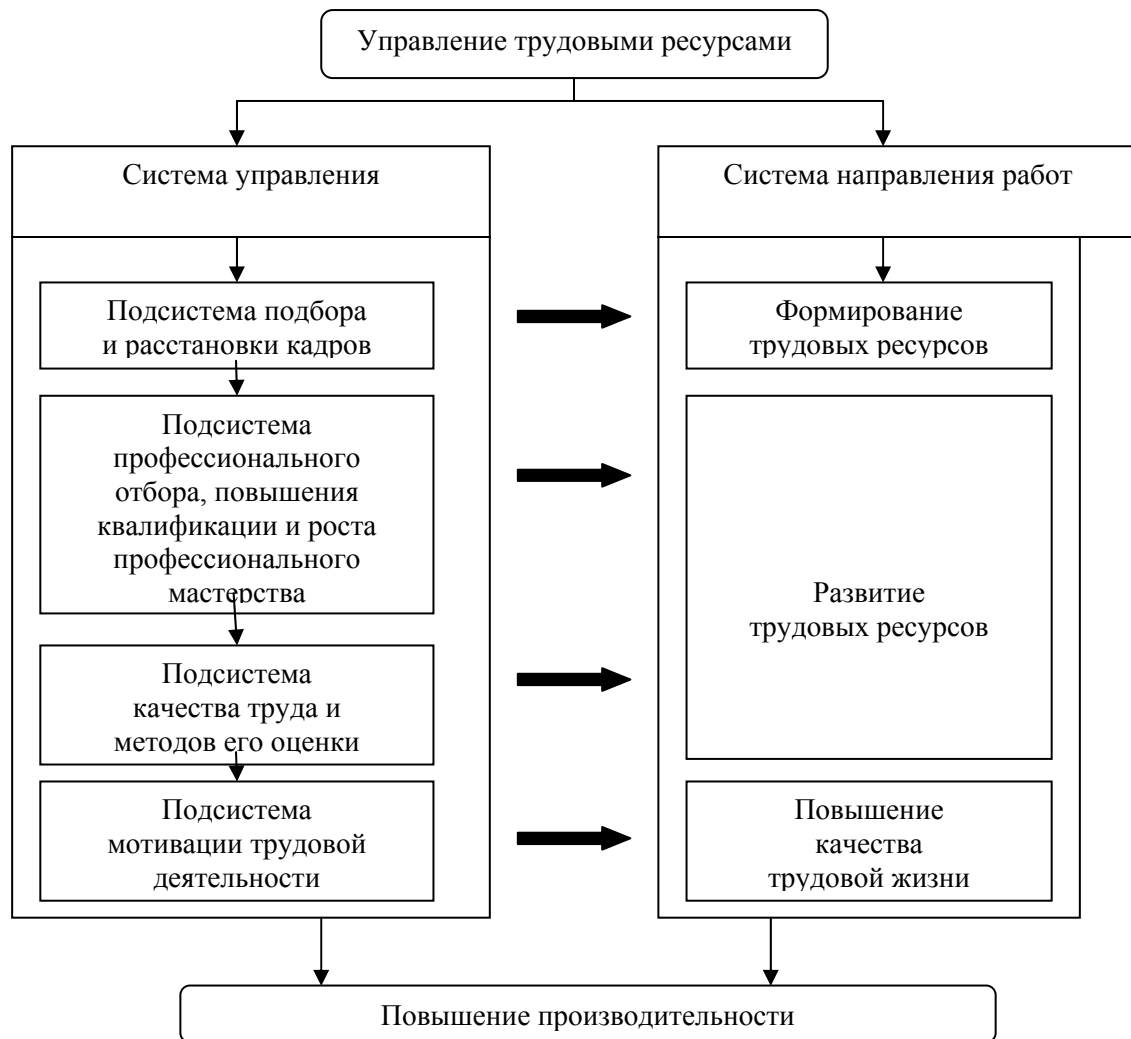 Управление трудовыми ресурсами
Система управления
Система направления работ
Подсистема подбора
и расстановки кадров
Формирование
трудовых ресурсов
Подсистема
профессионального
отбора, повышения
квалификации и роста
профессионального
мастерства
Развитие
трудовых ресурсов
Подсистема
качества труда и
методов его оценки
Подсистема
мотивации трудовой
деятельности
Повышение
качества
трудовой жизни
Повышение производительности